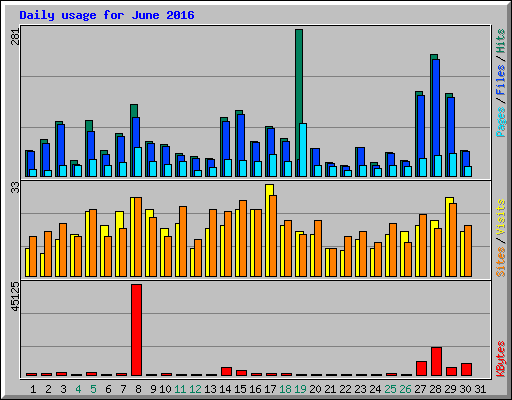 Daily usage for June 2016
281
Pages / Files / Hits
33
Sites / Visits
45125
KBytes
1 2 3 4 5 6 7 8 9 10 11 12 13 14 15 16 17 18 19 20 21 22 23 24 25 26 27 28 29 30 31